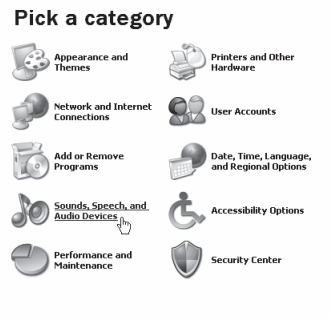 Pick a category
Appearance and
Themes
Printers and Other
Hardware
Network and Internet
Connections
User Accounts
Add or Remove
Programs
Date, Time, Language,
and Regional Options
Sounds, Speech, and
Audio Devices
Accessibility Options
Performance and
Maintenance
Security Center